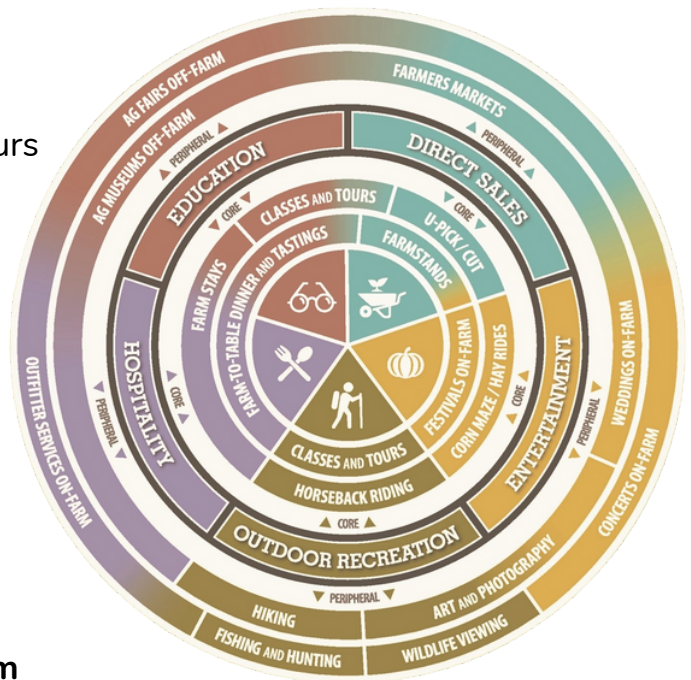 AG FAIRS OFF-FARM
FARMERS MARKETS
AG MUSEUMS OFF-FARM
PERIPHERAL
PERIPHERAL
urs
EDUCATION
DIRECT SALES
CORE
CLASSES AND TOURS
CORE
U-PICK / CUT
FARM STAYS
FARM-TO-TABLE DINNER AND TASTINGS
FARMSTANDS
FESTIVALS ON-FARM
CORN MAZE / HAY RIDES
WEDDINGS ON-FARM
OUTFITTER SERVICES ON-FARM
HOSPITALITY
CORE
CORE
ENTERTAINMENT
PERIPHERAL
PERIPHERAL
CONCERTS ON-FARM
CLASSES AND TOURS
HORSEBACK RIDING
CORE
OUTDOOR RECREATION
PERIPHERAL
HIKING
ART AND PHOTOGRAPHY
FISHING AND HUNTING
WILDLIFE VIEWING
m